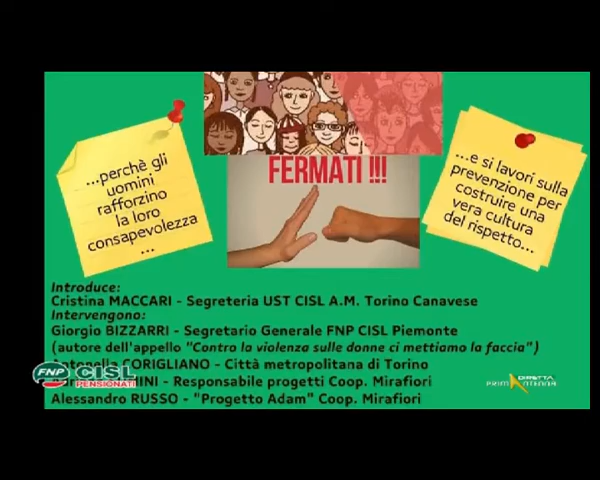 ...perchè gli
uomini
rafforzino
la loro
consapevolezza
...
FERMATI !!!
...e si lavori sulla
prevenzione per
costruire una
vera cultura
del rispetto...
Introduce:
Cristina MACCARI - Segreteria UST CISL A.M. Torino Canavese
Intervengono:
Giorgio BIZZARRI - Segretario Generale FNP CISL Piemonte
(autore dell'appello "Contro la violenza sulle donne ci mettiamo la faccia")
CORIGLIANO - Città metropolitana di Torino
- Responsabile progetti Coop. Mirafiori
Alessandro RUSSO - "Progetto Adam" Coop. Mirafiori
FNP CISL
PENSIONATI
DIRETTA
PRIMANTENNA